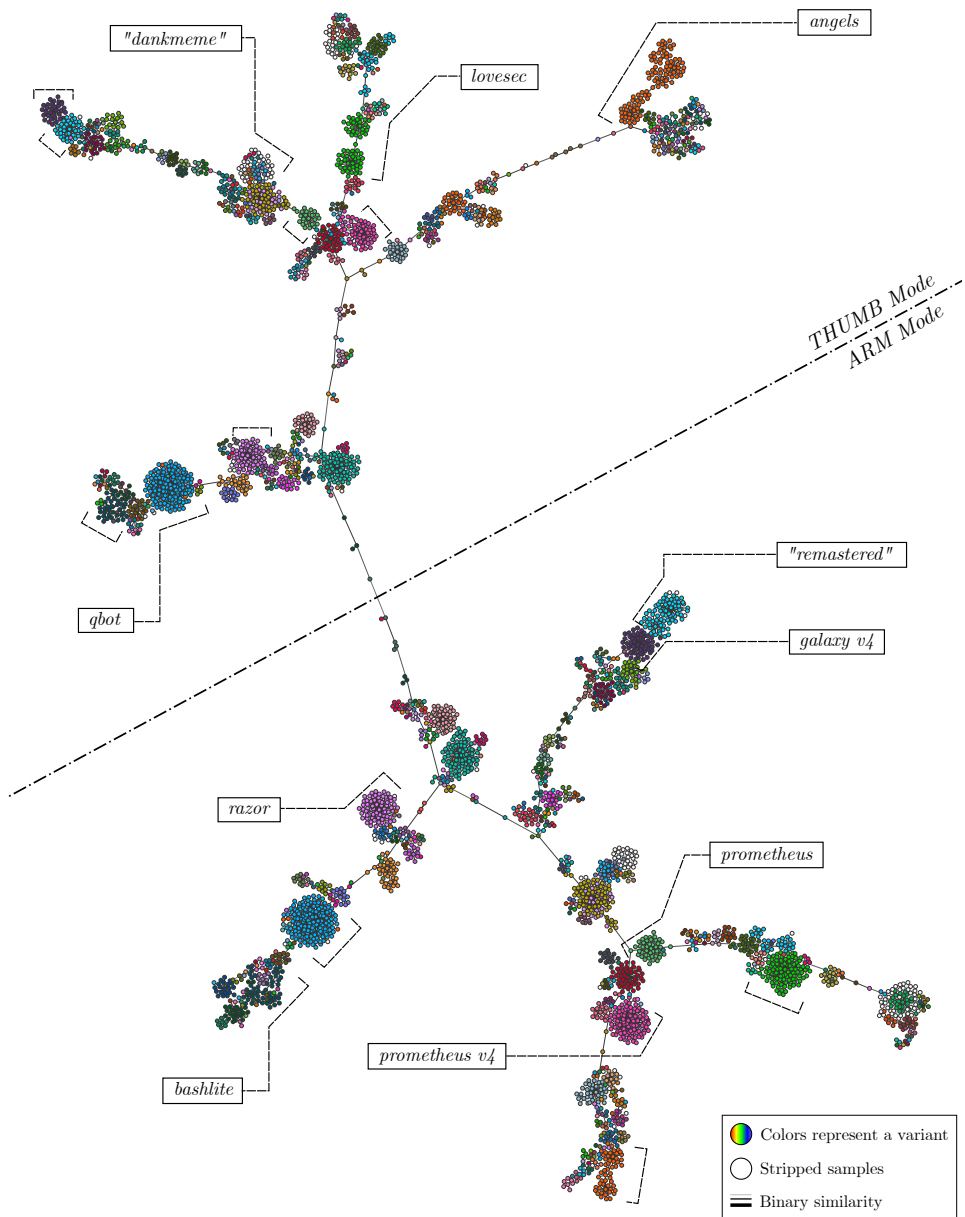 angels
"dankmeme"
lovesec
THUMB Mode
ARM Mode
"remastered"
qbot
galaxy v4
razor
prometheus
prometheus v4
bashlite
Colors represent a variant
Stripped samples
Binary similarity